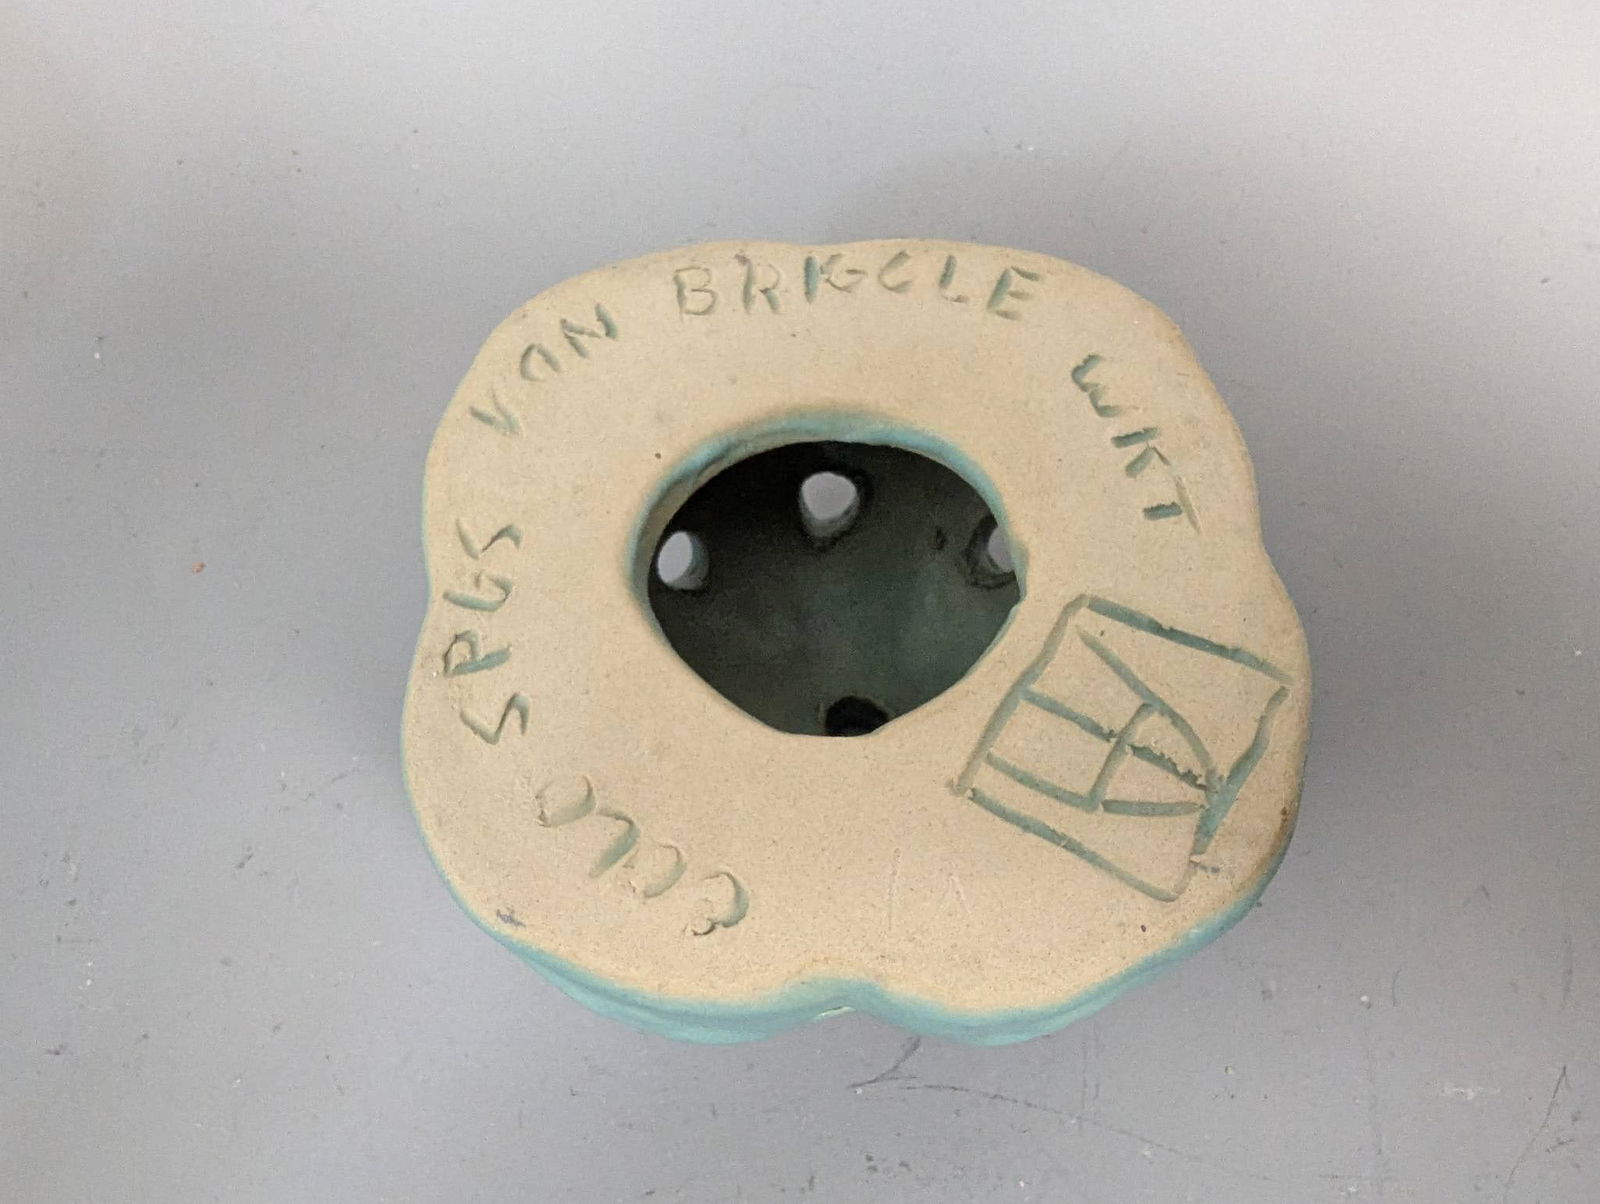 VAN BRIGGLE
WKT
COLO SPGS